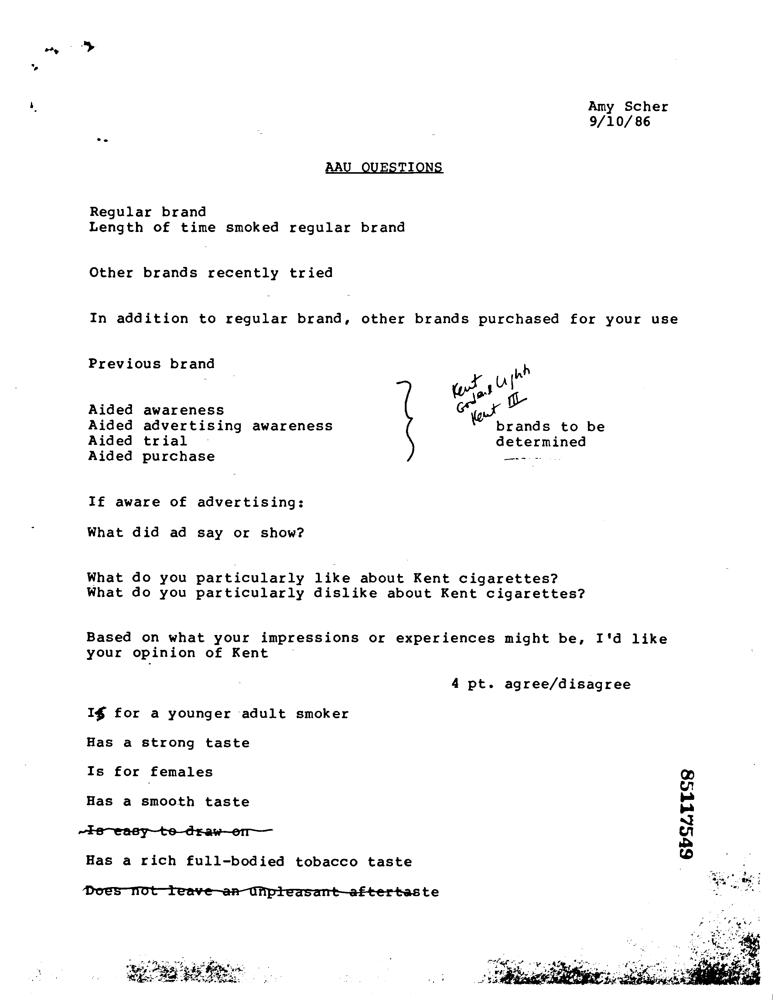 Amy Scher
9/10/86
AAU QUESTIONS
Regular brand
Length of time smoked regular brand
Other brands recently tried
In addition to regular brand, other brands purchased for your use
Previous brand
Kent
Light
Kent III
Aided awareness
Aided advertising awareness
Aided trial
Aided purchase
brands to be
determined
If aware of advertising:
What did ad say or show?
What do you particularly like about Kent cigarettes?
What do you particularly dislike about Kent cigarettes?
Based on what your impressions or experiences might be, I'd like
your opinion of Kent
4 pt. agree/disagree
Is for a younger adult smoker
Has a strong taste
Is for females
Has a smooth taste
Is easy to draw on
Has a rich full-bodied tobacco taste
Does not leave an unpleasant aftertaste
85117549